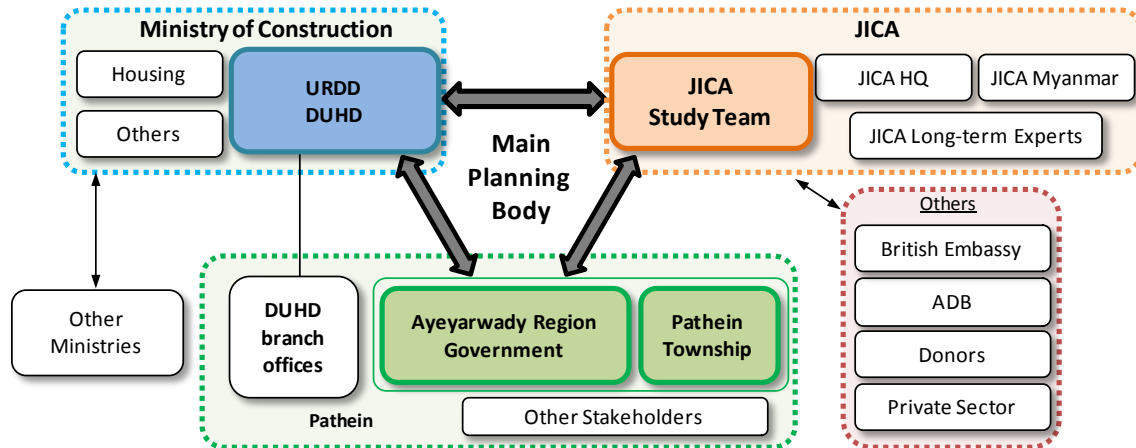 Ministry of Construction
Housing
Others
URDD
DUHD
JICA
JICA
Study Team
JICA HQ
JICA Myanmar
JICA Long-term Experts
Main
Planning
Body
Others
British Embassy
ADB
Donors
Private Sector
Other
Ministries
DUHD
branch
offices
Ayeyarwady Region
Government
Pathein
Township
Pathein
Other Stakeholders